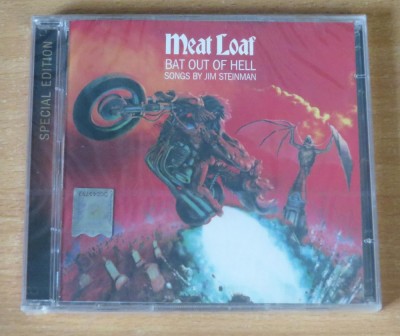 Meat Loaf
BAT OUT OF HELL
SONGS BY JIM STEINMAN
SPECIAL EDITION